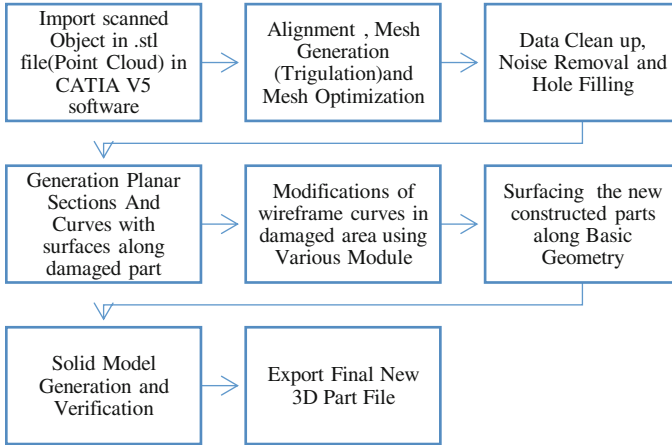 Import scanned
Object in .stl
file(Point Cloud) in
CATIA V5
software
Alignment , Mesh
Generation
(Trigulation)and
Mesh Optimization
Data Clean up,
Noise Removal and
Hole Filling
Generation Planar
Sections And
Curves with
surfaces along
damaged part
Modifications of
wireframe curves in
damaged area using
Various Module
Surfacing the new
constructed parts
along Basic
Geometry
Solid Model
Generation and
Verification
Export Final New
3D Part File